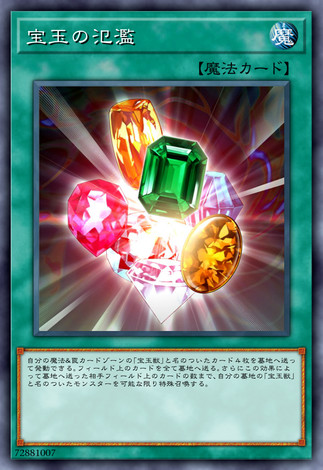 宝玉の氾濫
魔
【魔法カード】
自分の魔法&罠カードゾーンの「宝玉獣」と名のついたカード4枚を墓地へ送っ
て発動できる。フィールド上のカードを全て墓地へ送る。さらにこの効果によ
って墓地へ送った相手フィールド上のカードの数まで、自分の墓地の「宝玉獣」
と名のついたモンスターを可能な限り特殊召喚する。
72881007